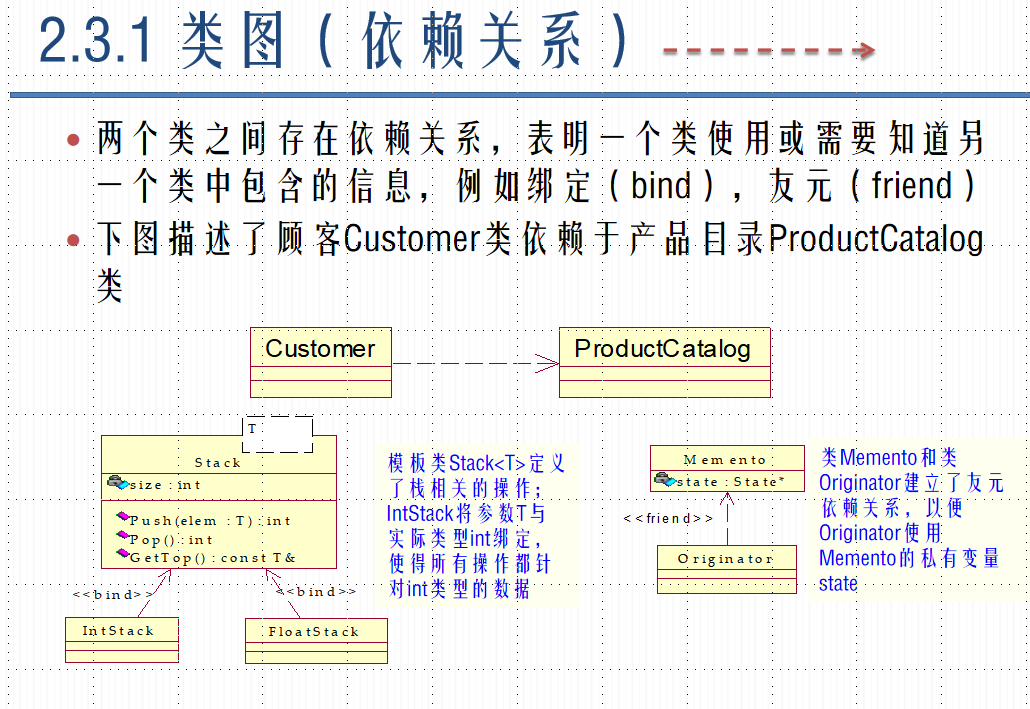 2.3.1 类图（依赖关系）
两个类之间存在依赖关系，表明一个类使用或需要知道另
一个类中包含的信息，例如绑定（bind），友元（friend）
下图描述了顾客Customer类依赖于产品目录ProductCatalog
类
Customer
ProductCatalog
T
Stack
size : int
Push(elem : T) : int
Pop() : int
GetTop() : const T&
<<bind>>
<<bind>>
IntStack
FloatStack
模板类Stack<T>定义
了栈相关的操作；
IntStack将参数T与
实际类型int绑定，
使得所有操作都针
对int类型的数据
Memento
state : State*
<<friend>>
Originator
类Memento和类
Originator建立了友元
依赖关系，以便
Originator使用
Memento的私有变量
state